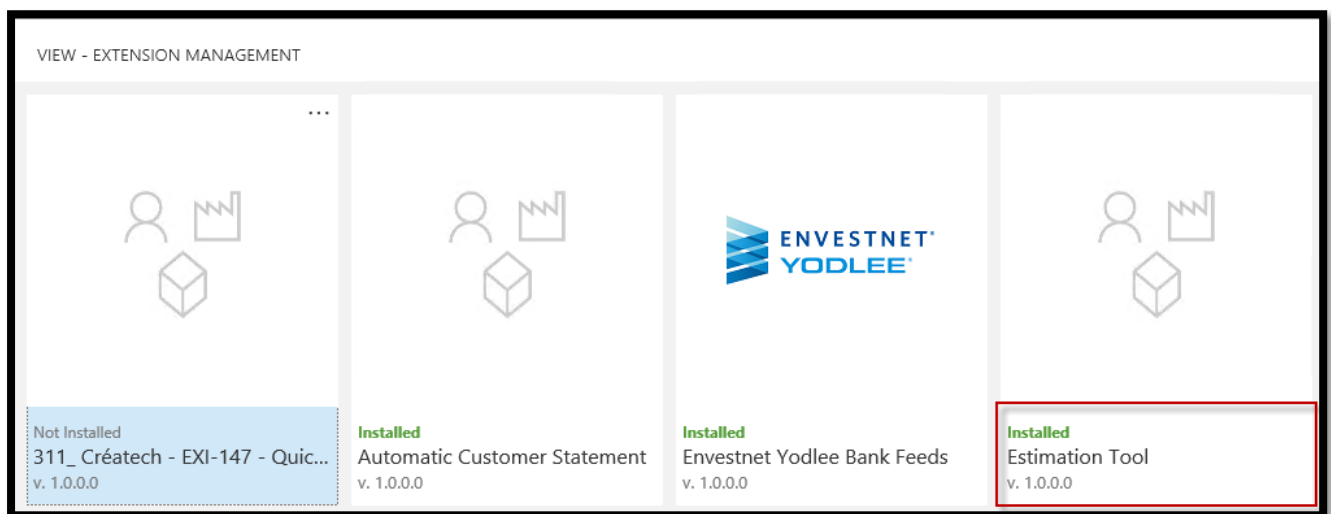 VIEW - EXTENSION MANAGEMENT
...
Not Installed
311_ Créatech - EXI-147 - Quic...
v. 1.0.0.0
Installed
Automatic Customer Statement
v. 1.0.0.0
ENVESTNET®
YODLEE®
Installed
Envestnet Yodlee Bank Feeds
v. 1.0.0.0
Installed
Estimation Tool
v. 1.0.0.0